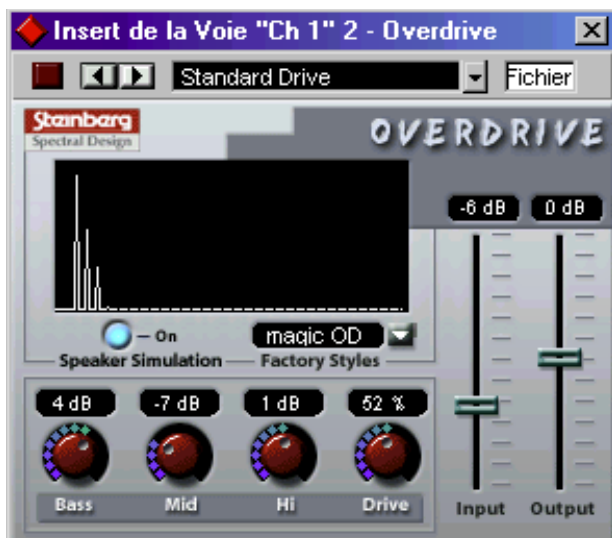 Insert de la Voie "Ch 1" 2 - Overdrive
Standard Drive
Fichier
Steinberg
Spectral Design
OVERDRIVE
-6 dB
0 dB
On
magic OD
Speaker Simulation
Factory Styles
4 dB
-7 dB
1 dB
52 %
Bass
Mid
Hi
Drive
Input
Output